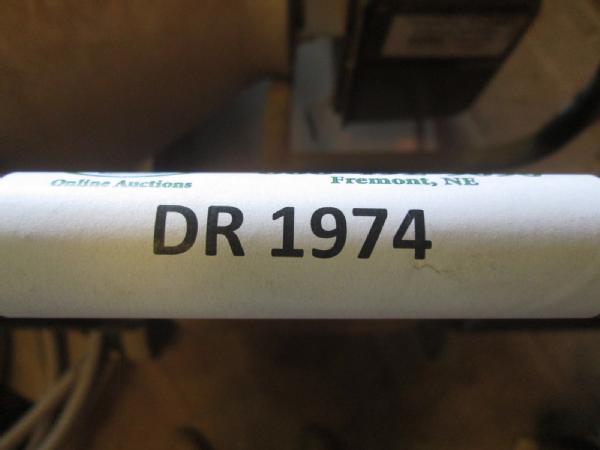 Online Auctions
Fremont, NE
DR 1974